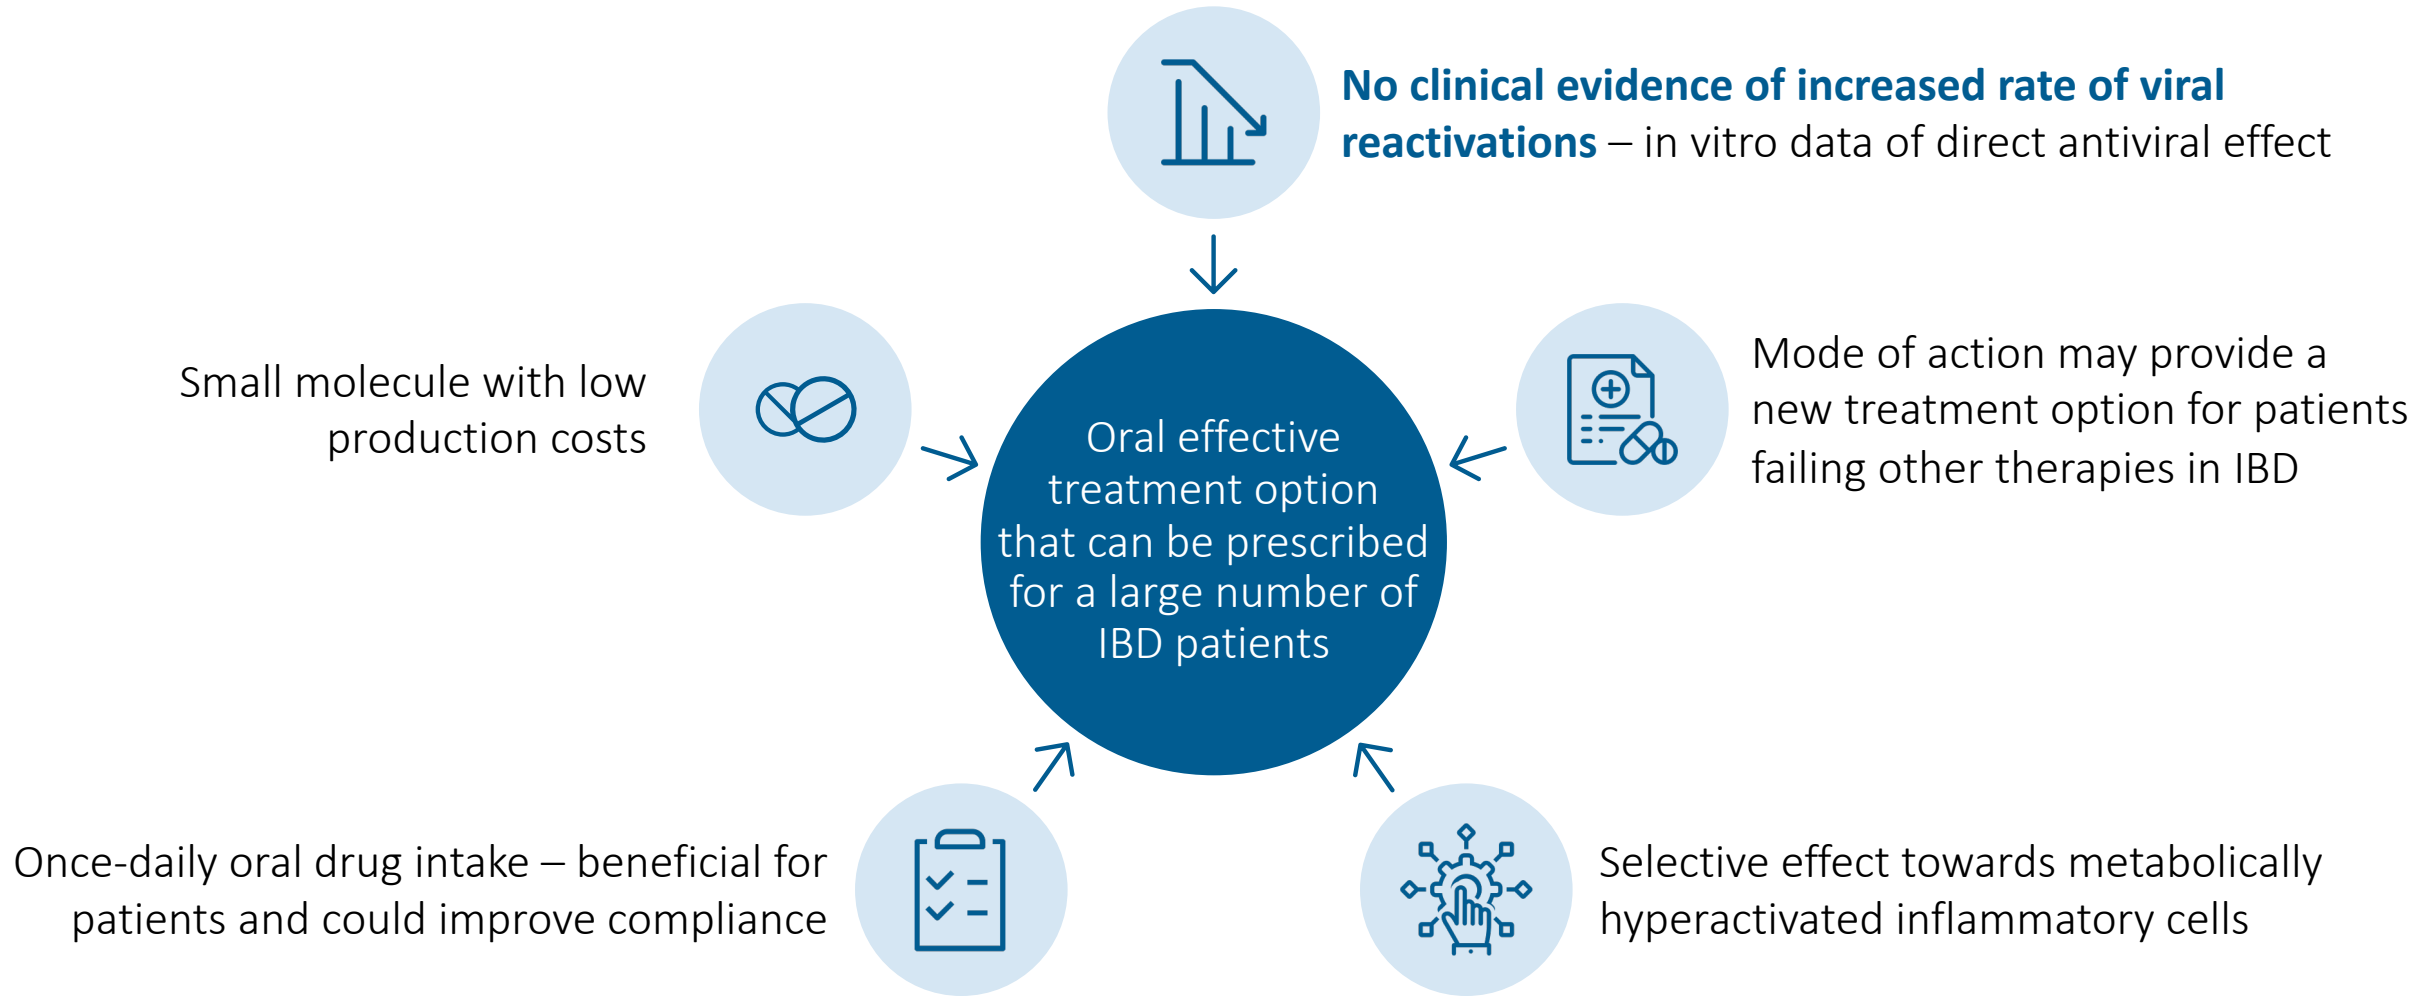 No clinical evidence of increased rate of viral
reactivations – in vitro data of direct antiviral effect
Small molecule with low
production costs
Mode of action may provide a
new treatment option for patients
failing other therapies in IBD
Oral effective
treatment option
that can be prescribed
for a large number of
IBD patients
Once-daily oral drug intake – beneficial for
patients and could improve compliance
Selective effect towards metabolically
hyperactivated inflammatory cells